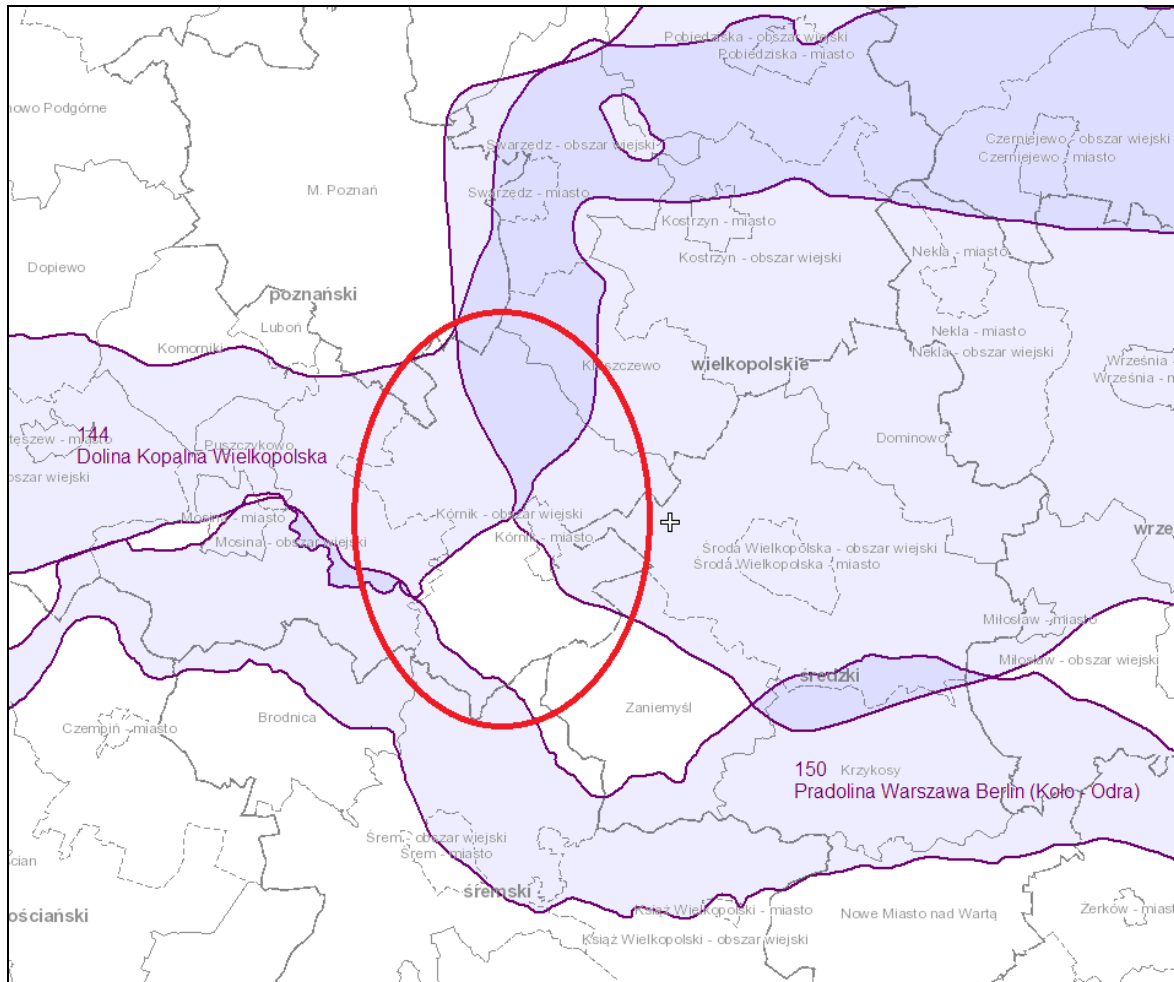 Pobiedziska - obszar wiejski
Pobiedziska - miasto
nowo Podgórne
Swarzędz - obszar wiejski
Czerniejewo - obszar wiejski
Czerniejewo - miasto
M. Poznań
Swarzędz - miasto
Kostrzyn - miasto
Kostrzyn - obszar wiejski
Nekla - miasto
Dopiewo
poznański
Luboń
Nekla - miasto
Komorniki
Nekla - obszar wiejski
Kleszczewo
wielkopolskie
Września -
Września - m
144
tęszew - miasto
Puszczykowo
Dominowo
Dolina Kopalna Wielkopolska
obszar wiejski
Mosina - miasto
Kórnik - obszar wiejski
wrze
Mosina - obszar wiejski
Kórnik - miasto
Środa Wielkopolska - obszar wiejski
Środa Wielkopolska - miasto
Miłosław - miasto
Miłosław - obszar wiejski
średzki
Zaniemyśl
Brodnica
Czempiń - miasto
150
Krzykosy
Pradolina Warszawa Berlin (Koło - Odra)
Śrem - obszar wiejski
Śrem - miasto
ścian
śremski
Książ Wielkopolski - miasto
Nowe Miasto nad Wartą
Żerków - miast
ościański
Książ Wielkopolski - obszar wiejski